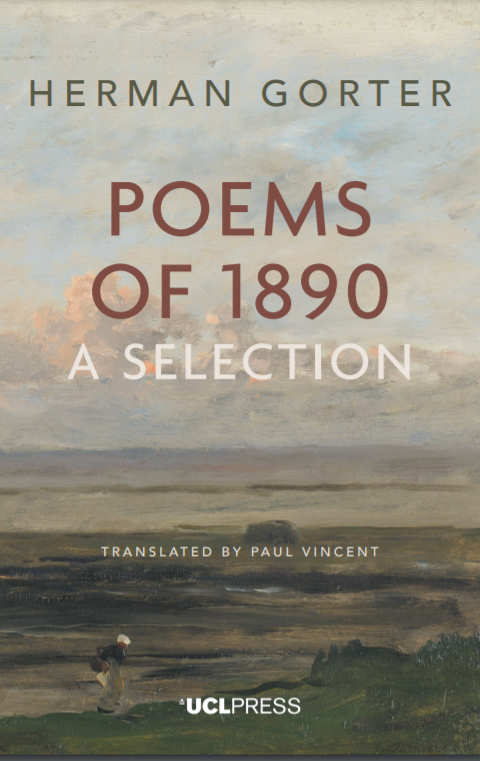 HERMAN GORTER
POEMS
OF 1890
A SELECTION
TRANSLATED BY PAUL VINCENT
UCLPRESS